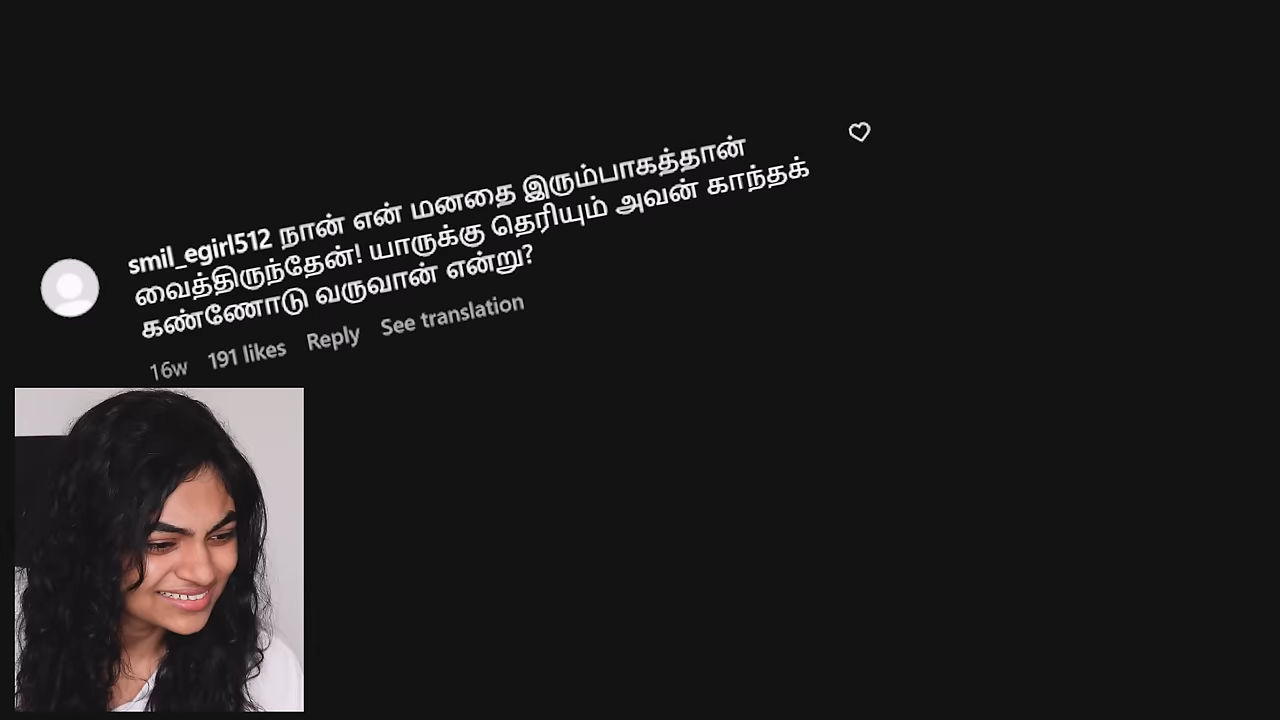 smil_egirl512 நான் என் மனதை இரும்பாகத்தான்
வைத்திருந்தேன்! யாருக்கு தெரியும் அவன் காந்தக்
கண்ணோடு வருவான் என்று?
16w 191 likes Reply See translation